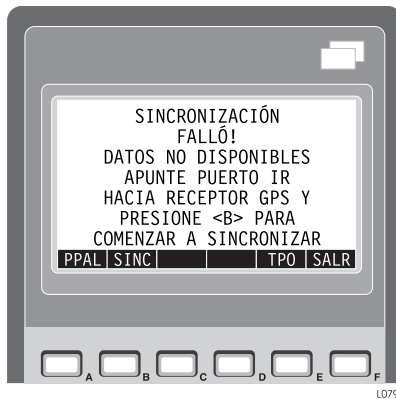 SINCRONIZACIÓN
FALLÓ!
DATOS NO DISPONIBLES
APUNTE PUERTO IR
HACIA RECEPTOR GPS Y
PRESIONE <B> PARA
COMENZAR A SINCRONIZAR
PPAL SINC TPO SALR
A B C D E F
L079